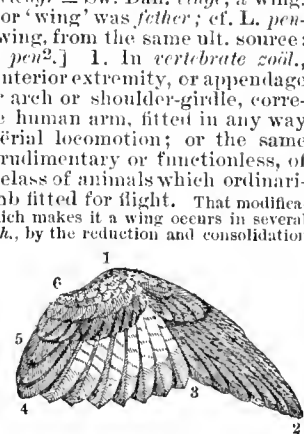 = Sw. Dan. vinge, a wing.
or 'wing' was fether; cf. L. pen-
wing, from the same ult. source:
pen2.] 1. In vertebrate zoöl.,
nterior extremity, or appendage
r arch or shoulder-girdle, corre-
e human arm, fitted in any way
ërial locomotion; or the same
rudimentary or functionless, of
class of animals which ordinari-
mb fitted for flight. That modifica-
hich makes it a wing occurs in several
h., by the reduction and consolidation
1
6
5
3
4
2